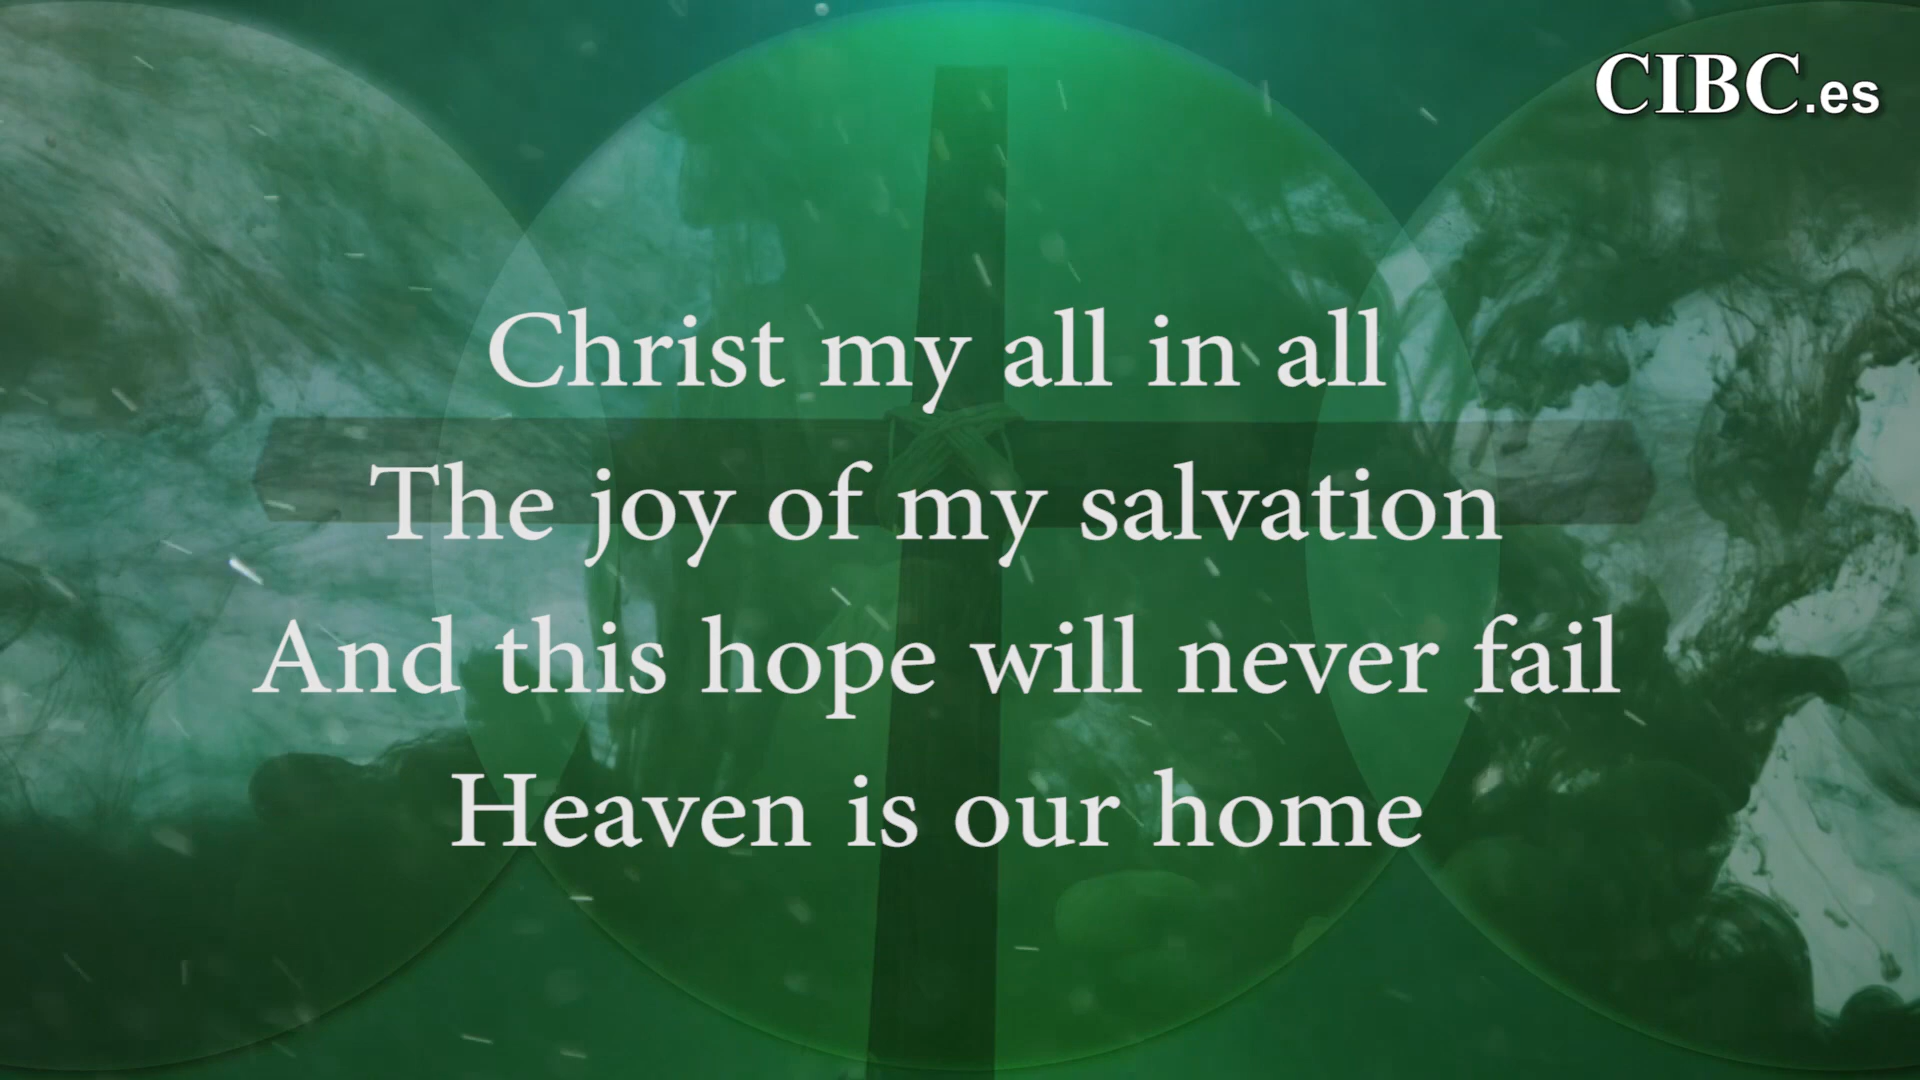 CIBC.es
Christ my all in all
The joy of my salvation
And this hope will never fail
Heaven is our home